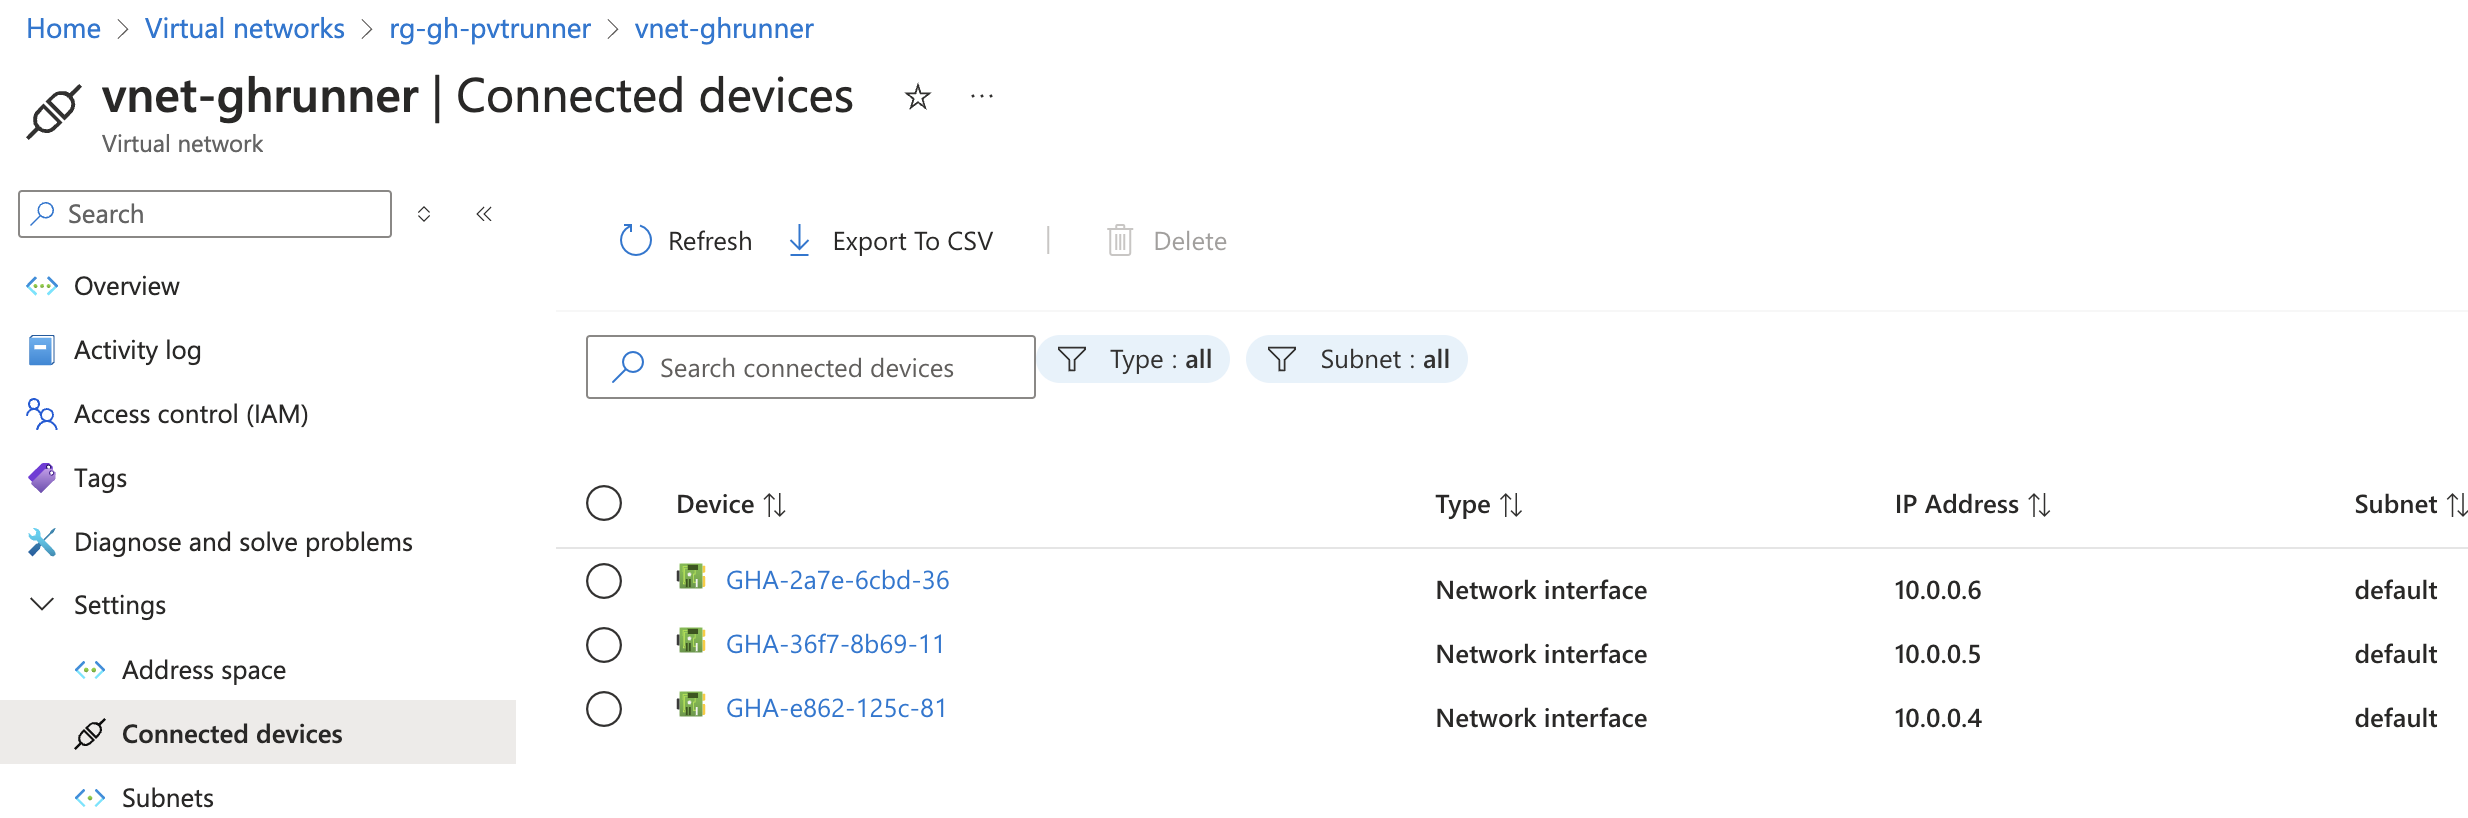 Home > Virtual networks > rg-gh-pvtrunner > vnet-ghrunner
vnet-ghrunner | Connected devices ☆ ···
Virtual network
Search
Overview
Activity log
Access control (IAM)
Tags
Diagnose and solve problems
Settings
Address space
Connected devices
Subnets
Refresh Export To CSV | Delete
Search connected devices Type : all Subnet : all
Device Type IP Address Subnet
GHA-2a7e-6cbd-36 Network interface 10.0.0.6 default
GHA-36f7-8b69-11 Network interface 10.0.0.5 default
GHA-e862-125c-81 Network interface 10.0.0.4 default